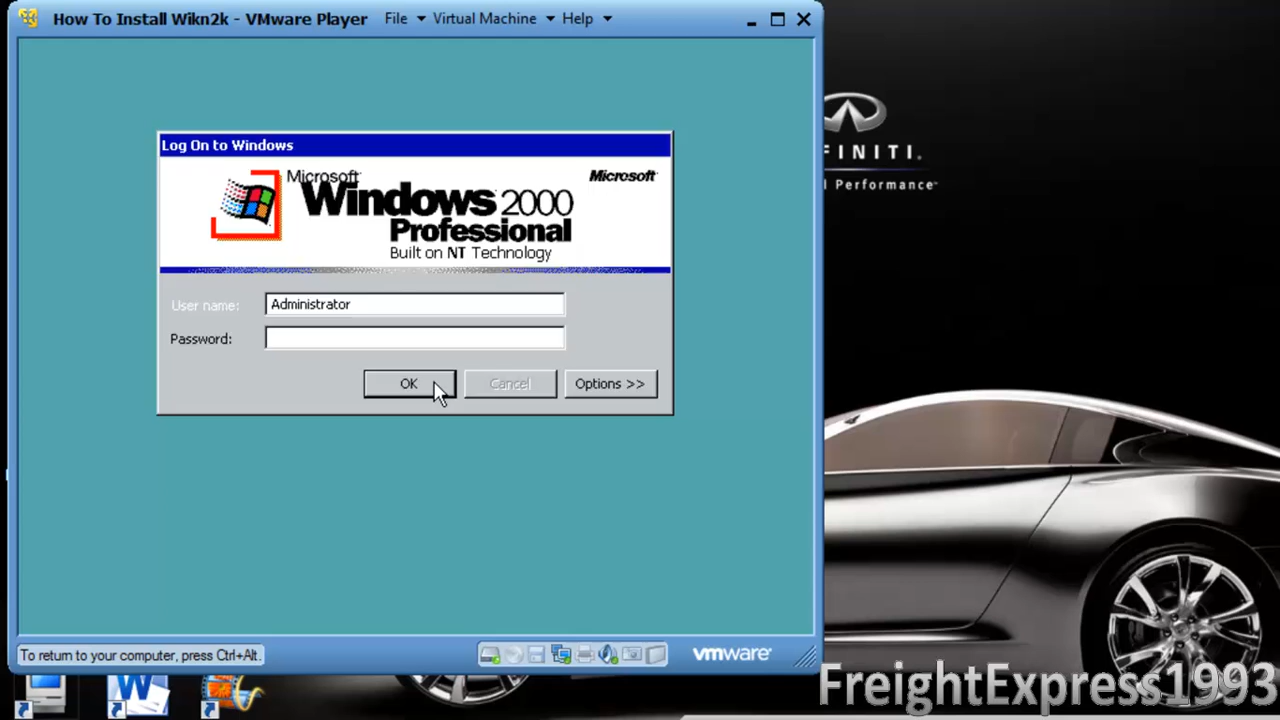 How To Install Wikn2k - VMware Player File Virtual Machine Help
Log On to Windows
Microsoft
Microsoft
Windows 2000
Professional
Built on NT Technology
User name: Administrator
Password:
OK Cancel Options >>
To return to your computer, press Ctrl+Alt.
vmware
FINITI.
l Performance
W
FreightExpress1993